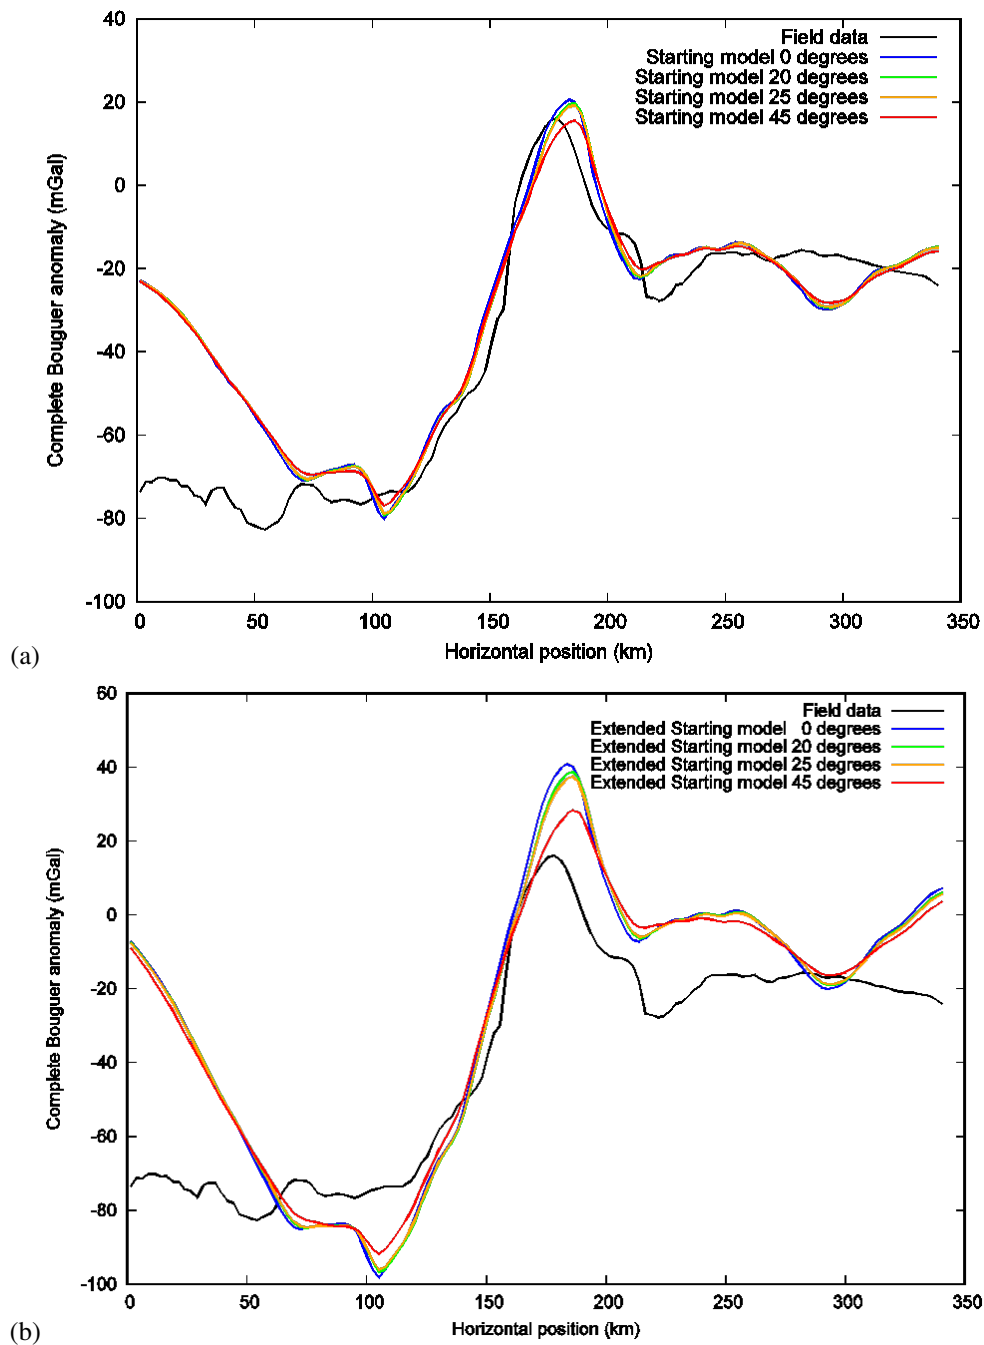 40
20
0
-20
-40
-60
-80
-100
Complete Bouguer anomaly (mGal)
Field data
Starting model 0 degrees
Starting model 20 degrees
Starting model 25 degrees
Starting model 45 degrees
0 50 100 150 200 250 300 350
Horizontal position (km)
(a)
60
40
20
0
-20
-40
-60
-80
-100
Complete Bouguer anomaly (mGal)
Field data
Extended Starting model 0 degrees
Extended Starting model 20 degrees
Extended Starting model 25 degrees
Extended Starting model 45 degrees
0 50 100 150 200 250 300 350
Horizontal position (km)
(b)